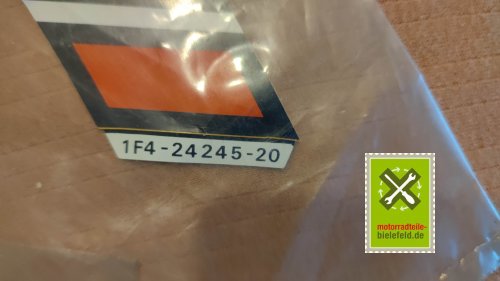 1F4-24245-20
motorradteile-
bielefeld.de